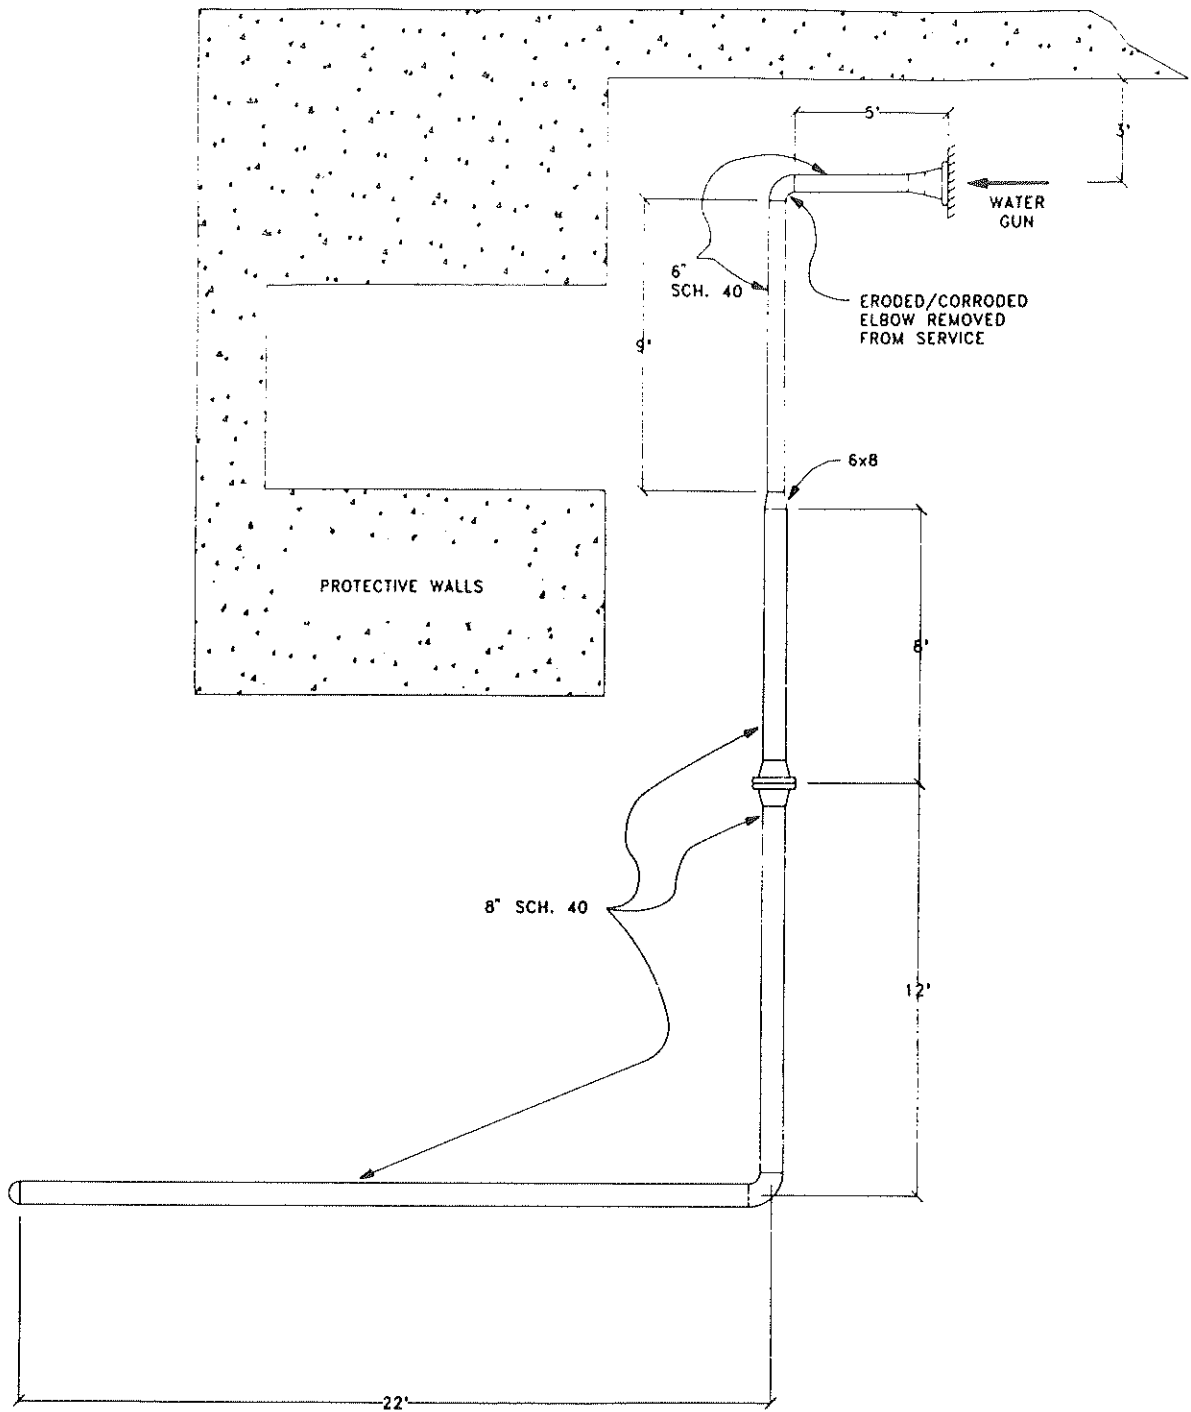 5'
3'
WATER
GUN
6"
SCH. 40
ERODED/CORRODED
ELBOW REMOVED
FROM SERVICE
9'
6x8
PROTECTIVE WALLS
8'
8" SCH. 40
12'
22'